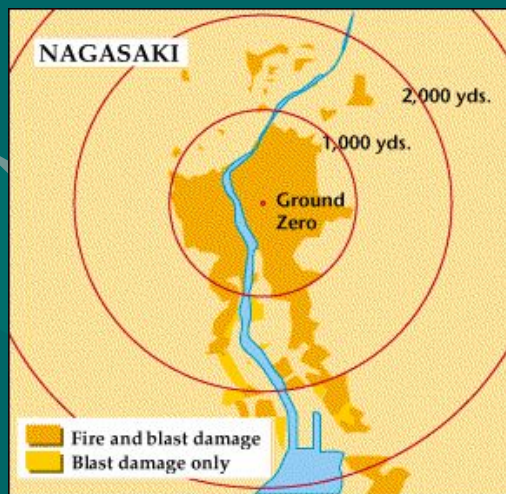 NAGASAKI
2,000 yds.
1,000 yds.
Ground
Zero
Fire and blast damage
Blast damage only